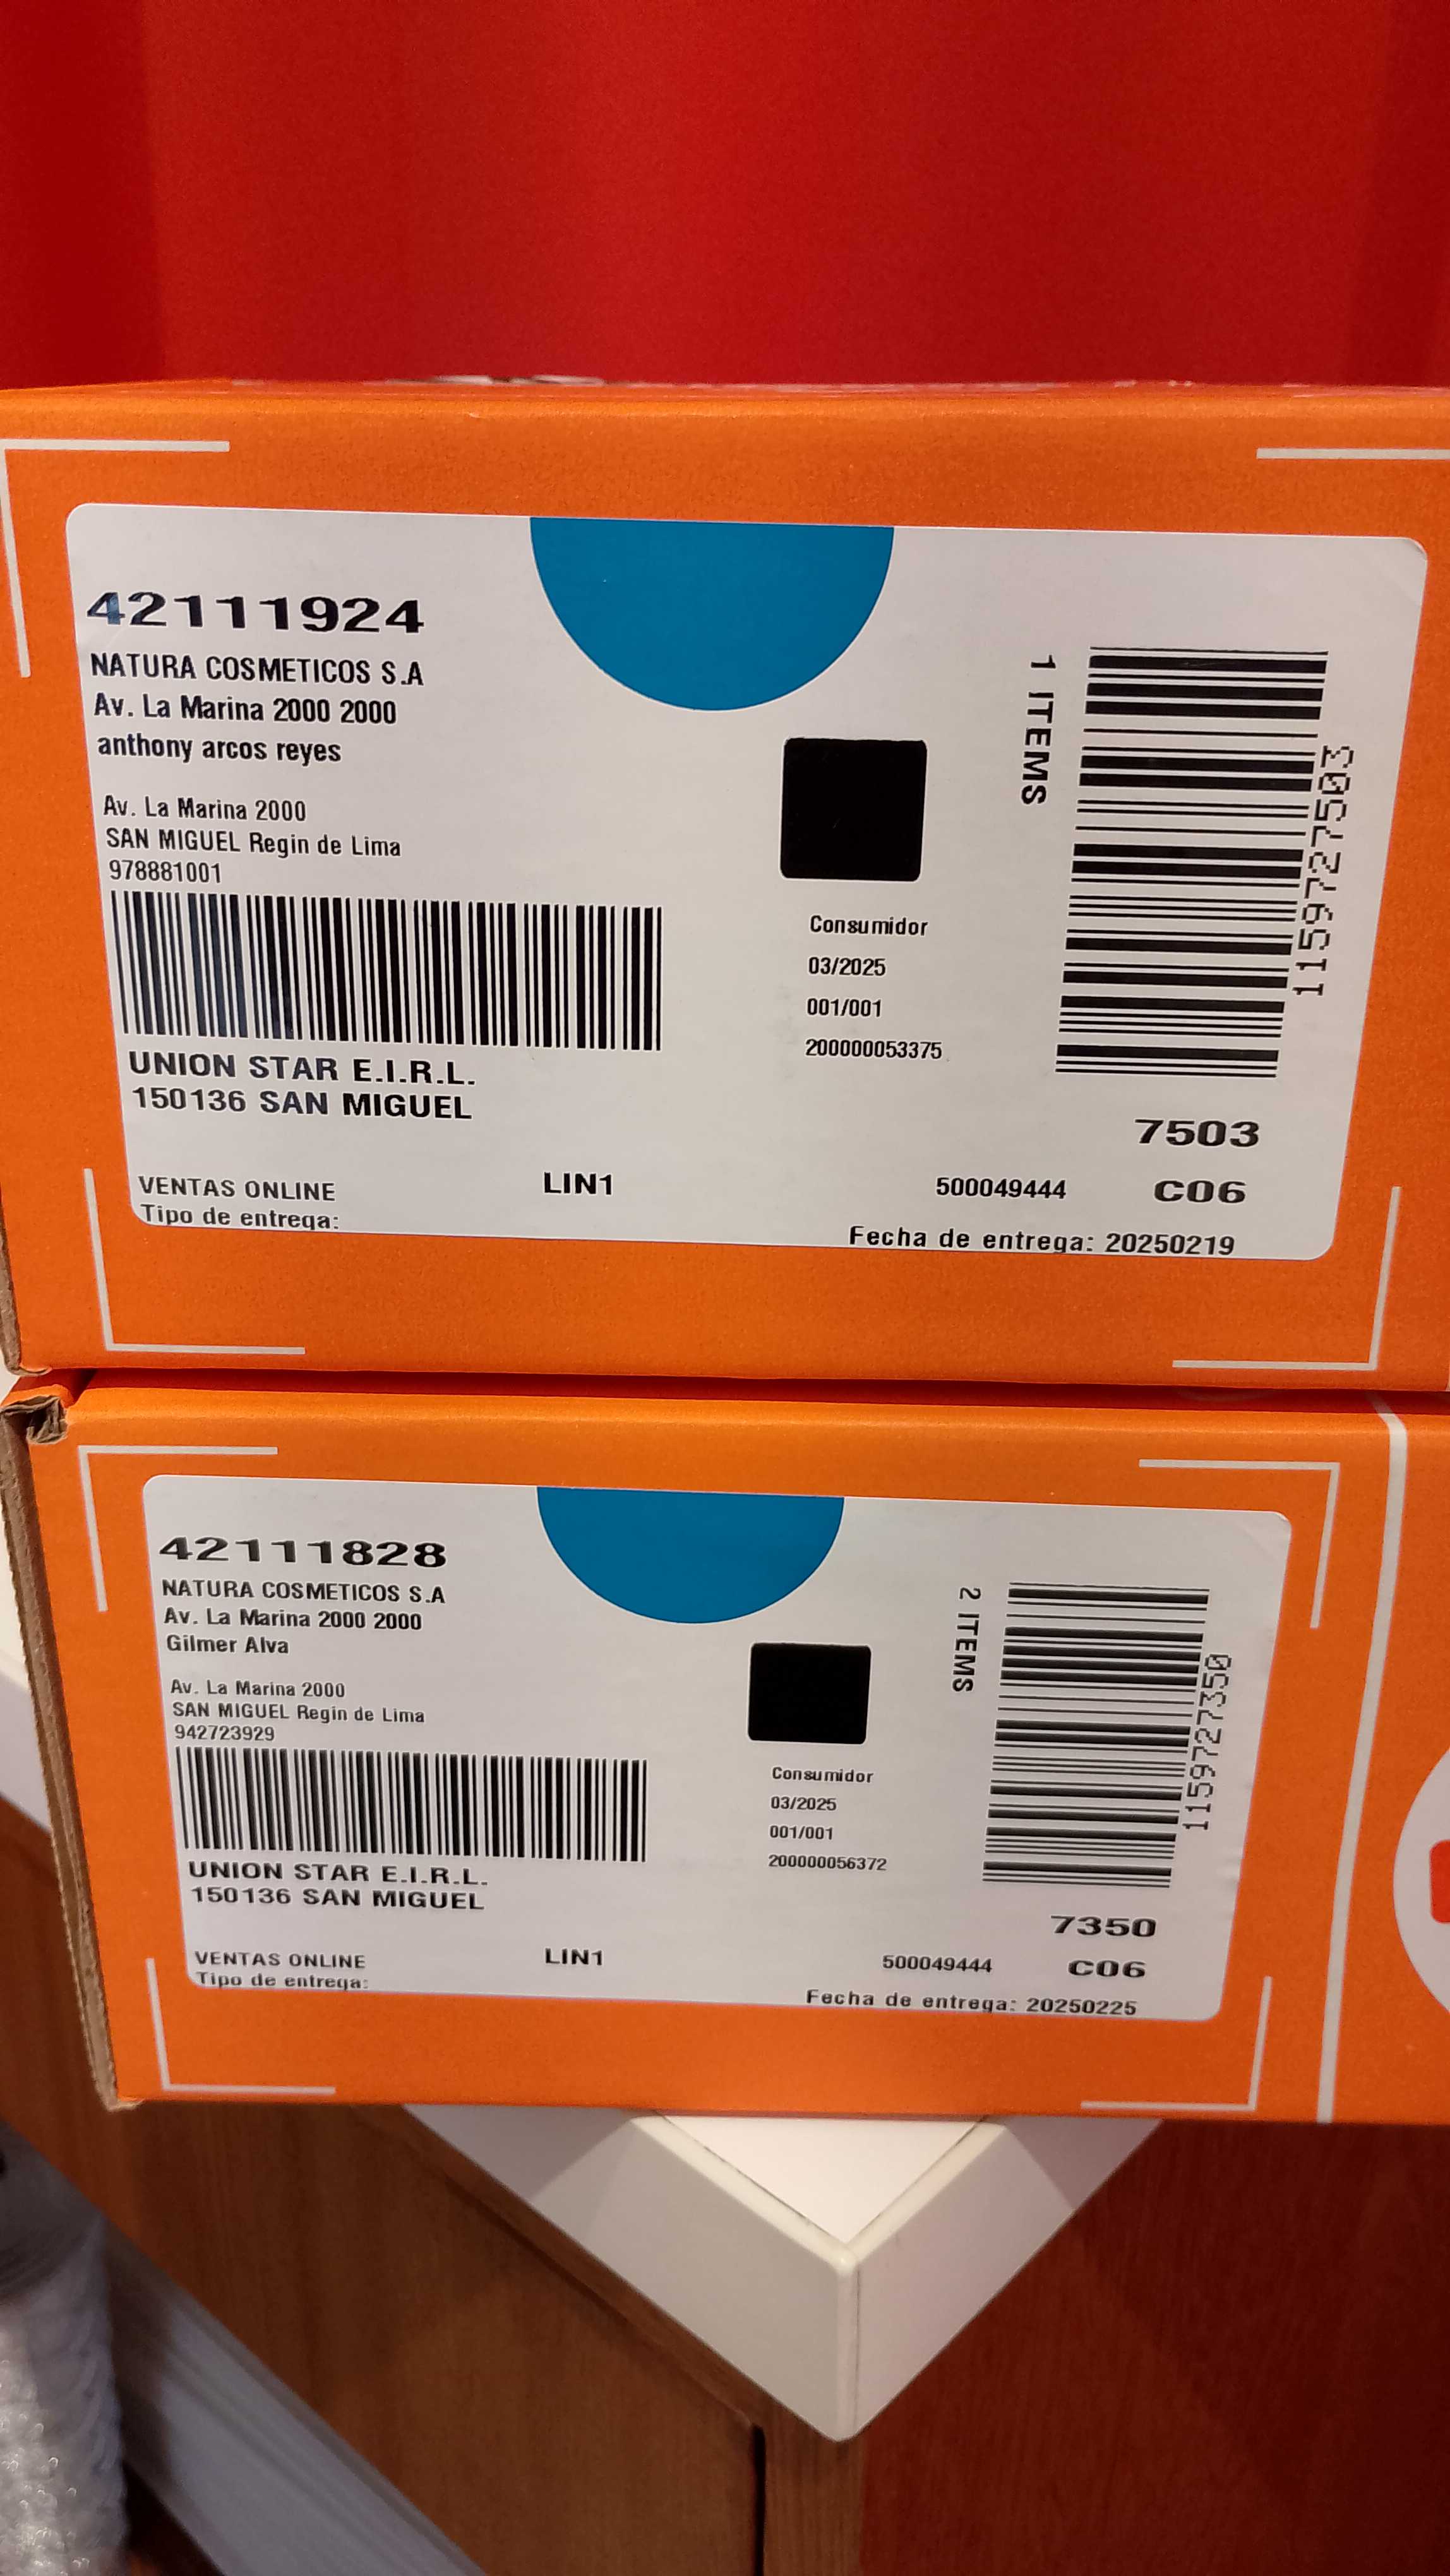 42111924
NATURA COSMETICOS S.A
Av. La Marina 2000 2000
anthony arcos reyes
Av. La Marina 2000
SAN MIGUEL Regin de Lima
978881001
UNION STAR E.I.R.L.
150136 SAN MIGUEL
VENTAS ONLINE
Tipo de entrega:
LIN1
Consumidor
03/2025
001/001
200000053375
1 ITEMS
1159727503
7503
500049444
C06
Fecha de entrega: 20250219
42111828
NATURA COSMETICOS S.A
Av. La Marina 2000 2000
Gilmer Alva
Av. La Marina 2000
SAN MIGUEL Regin de Lima
942723929
UNION STAR E.I.R.L.
150136 SAN MIGUEL
VENTAS ONLINE
Tipo de entrega:
LIN1
Consumidor
03/2025
001/001
200000056372
2 ITEMS
1159727350
7350
500049444
C06
Fecha de entrega: 20250225